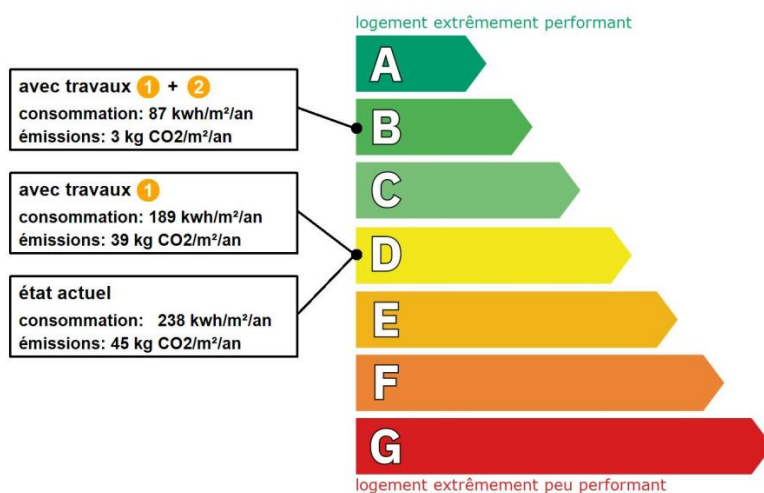 logement extrêmement performant
avec travaux 1 + 2
consommation: 87 kwh/m²/an
émissions: 3 kg CO2/m²/an
avec travaux 1
consommation: 189 kwh/m²/an
émissions: 39 kg CO2/m²/an
état actuel
consommation: 238 kwh/m²/an
émissions: 45 kg CO2/m²/an
A
B
C
D
E
F
G
logement extrêmement peu performant